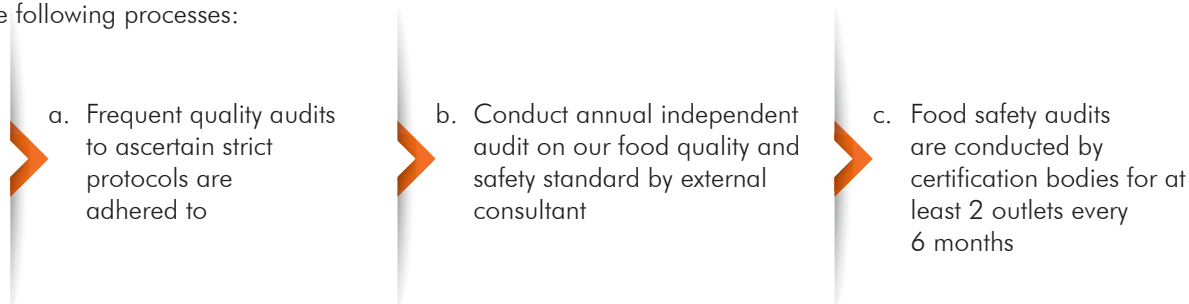 e following processes:
a. Frequent quality audits
to ascertain strict
protocols are
adhered to
b. Conduct annual independent
audit on our food quality and
safety standard by external
consultant
c. Food safety audits
are conducted by
certification bodies for at
least 2 outlets every
6 months